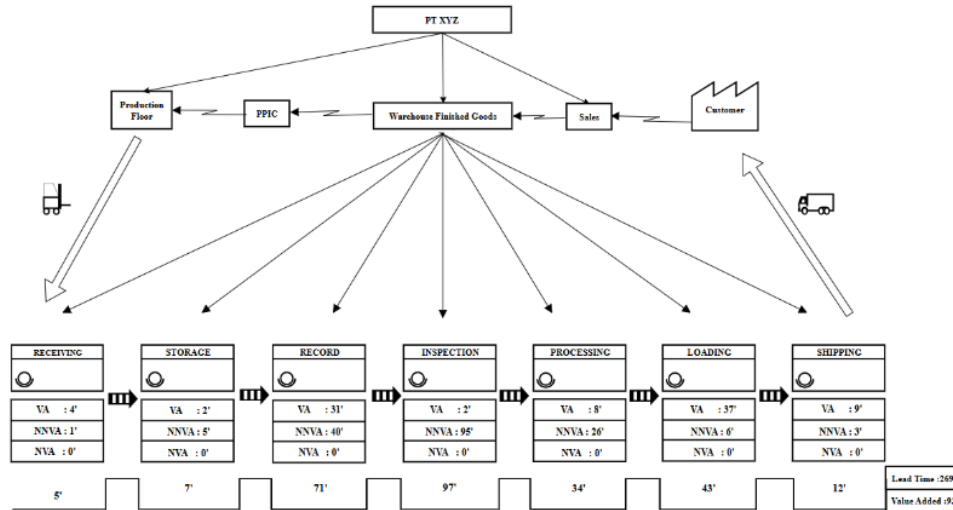 PT XYZ
Production
Floor
PPIC
Warhouse Finished Goods
Sales
Customer
RECEIVING
STORAGE
RECORD
INSPECTION
PROCESSING
LOADING
SHIPPING
VA : 4'
VA : 2'
VA : 31'
VA : 2'
VA : 8'
VA : 37'
VA : 9'
NNVA : 1'
NNVA : 5'
NNVA : 40'
NNVA : 95'
NNVA : 26'
NNVA : 6'
NNVA : 3'
NVA : 0'
NVA : 0'
NVA : 0'
NVA : 0'
NVA : 0'
NVA : 0'
NVA : 0'
5'
7'
71'
97'
34'
43'
12'
Lead Time :269
Value Added :93